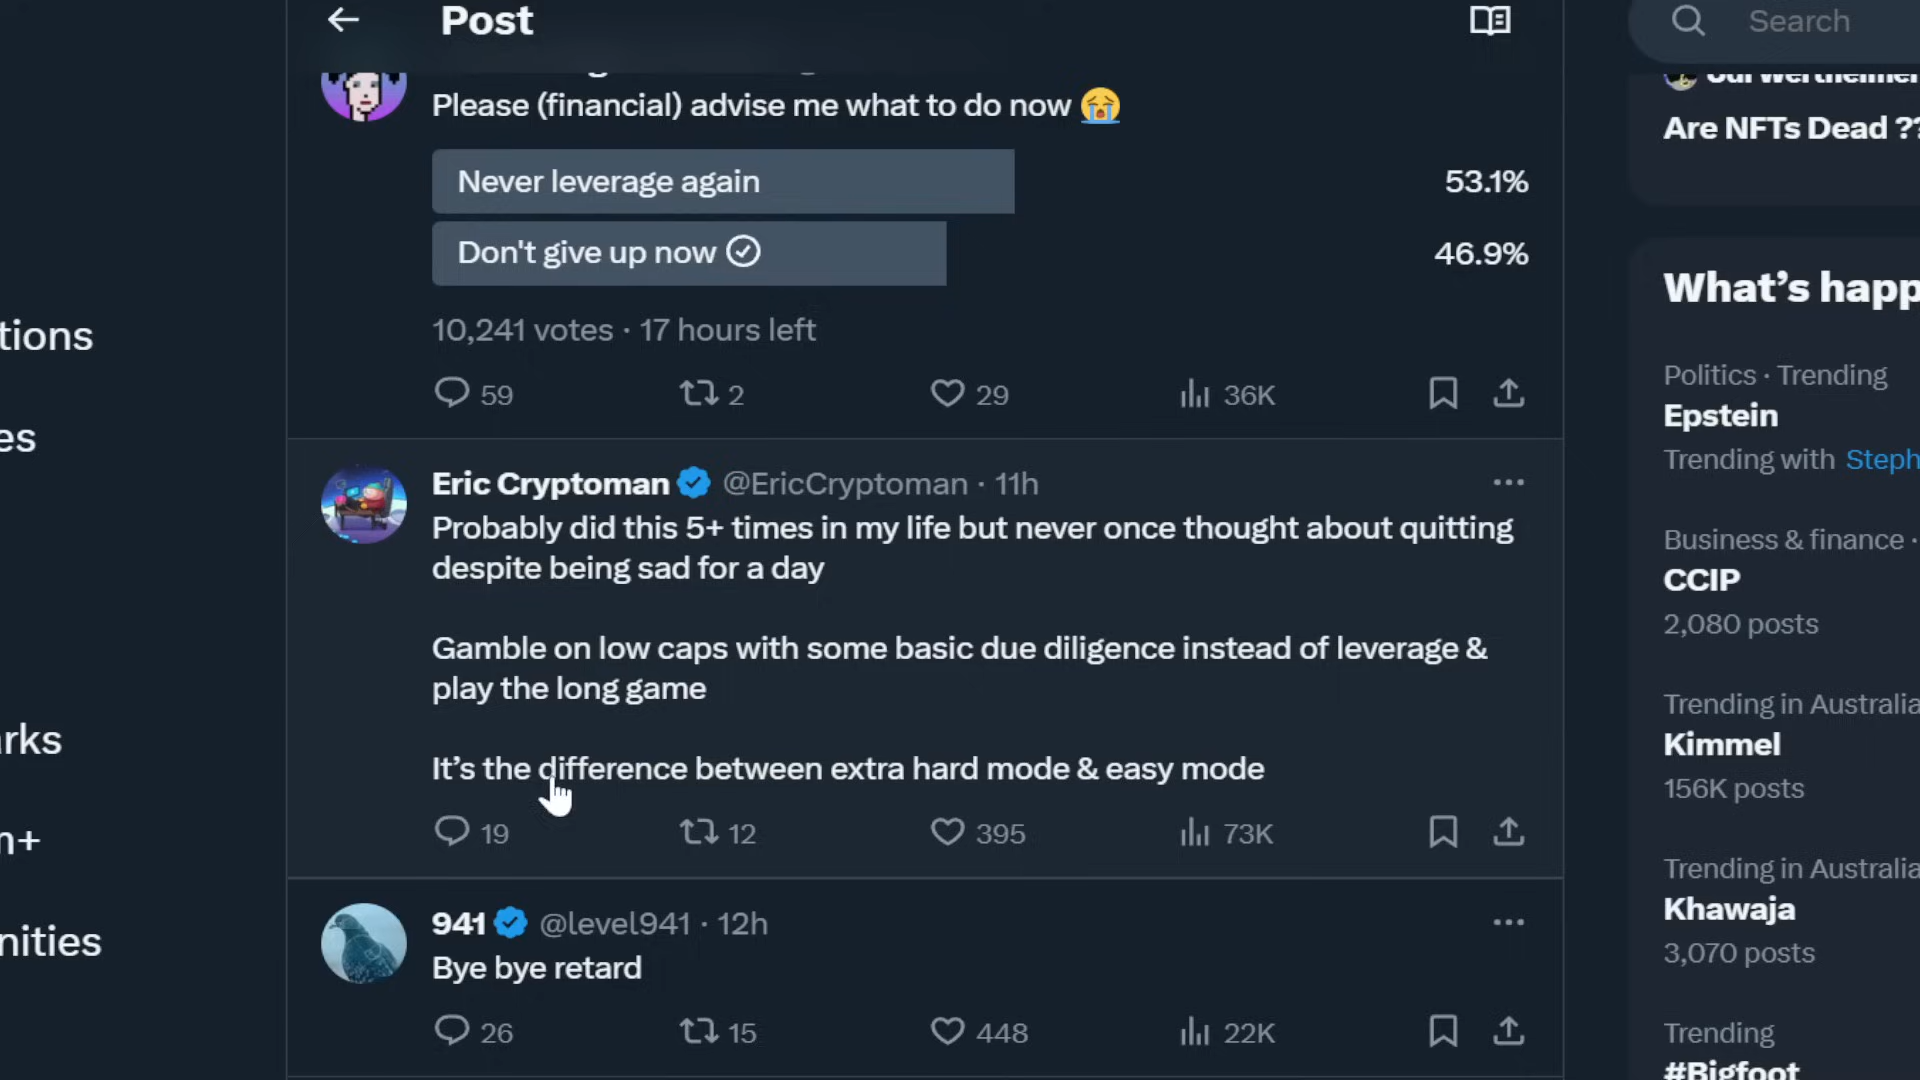 Post
Search
Please (financial) advise me what to do now
Never leverage again
53.1%
Don't give up now
46.9%
10,241 votes · 17 hours left
59
2
29
36K
Eric Cryptoman @EricCryptoman · 11h
Probably did this 5+ times in my life but never once thought about quitting
despite being sad for a day
Gamble on low caps with some basic due diligence instead of leverage &
play the long game
It's the difference between extra hard mode & easy mode
19
12
395
73K
941 @level941 · 12h
Bye bye retard
26
15
448
22K
tions
es
arks
m+
nities
Are NFTs Dead ??
What's happ
Politics · Trending
Epstein
Trending with Steph
Business & finance ·
CCIP
2,080 posts
Trending in Australia
Kimmel
156K posts
Trending in Australia
Khawaja
3,070 posts
Trending
#Bigfoot